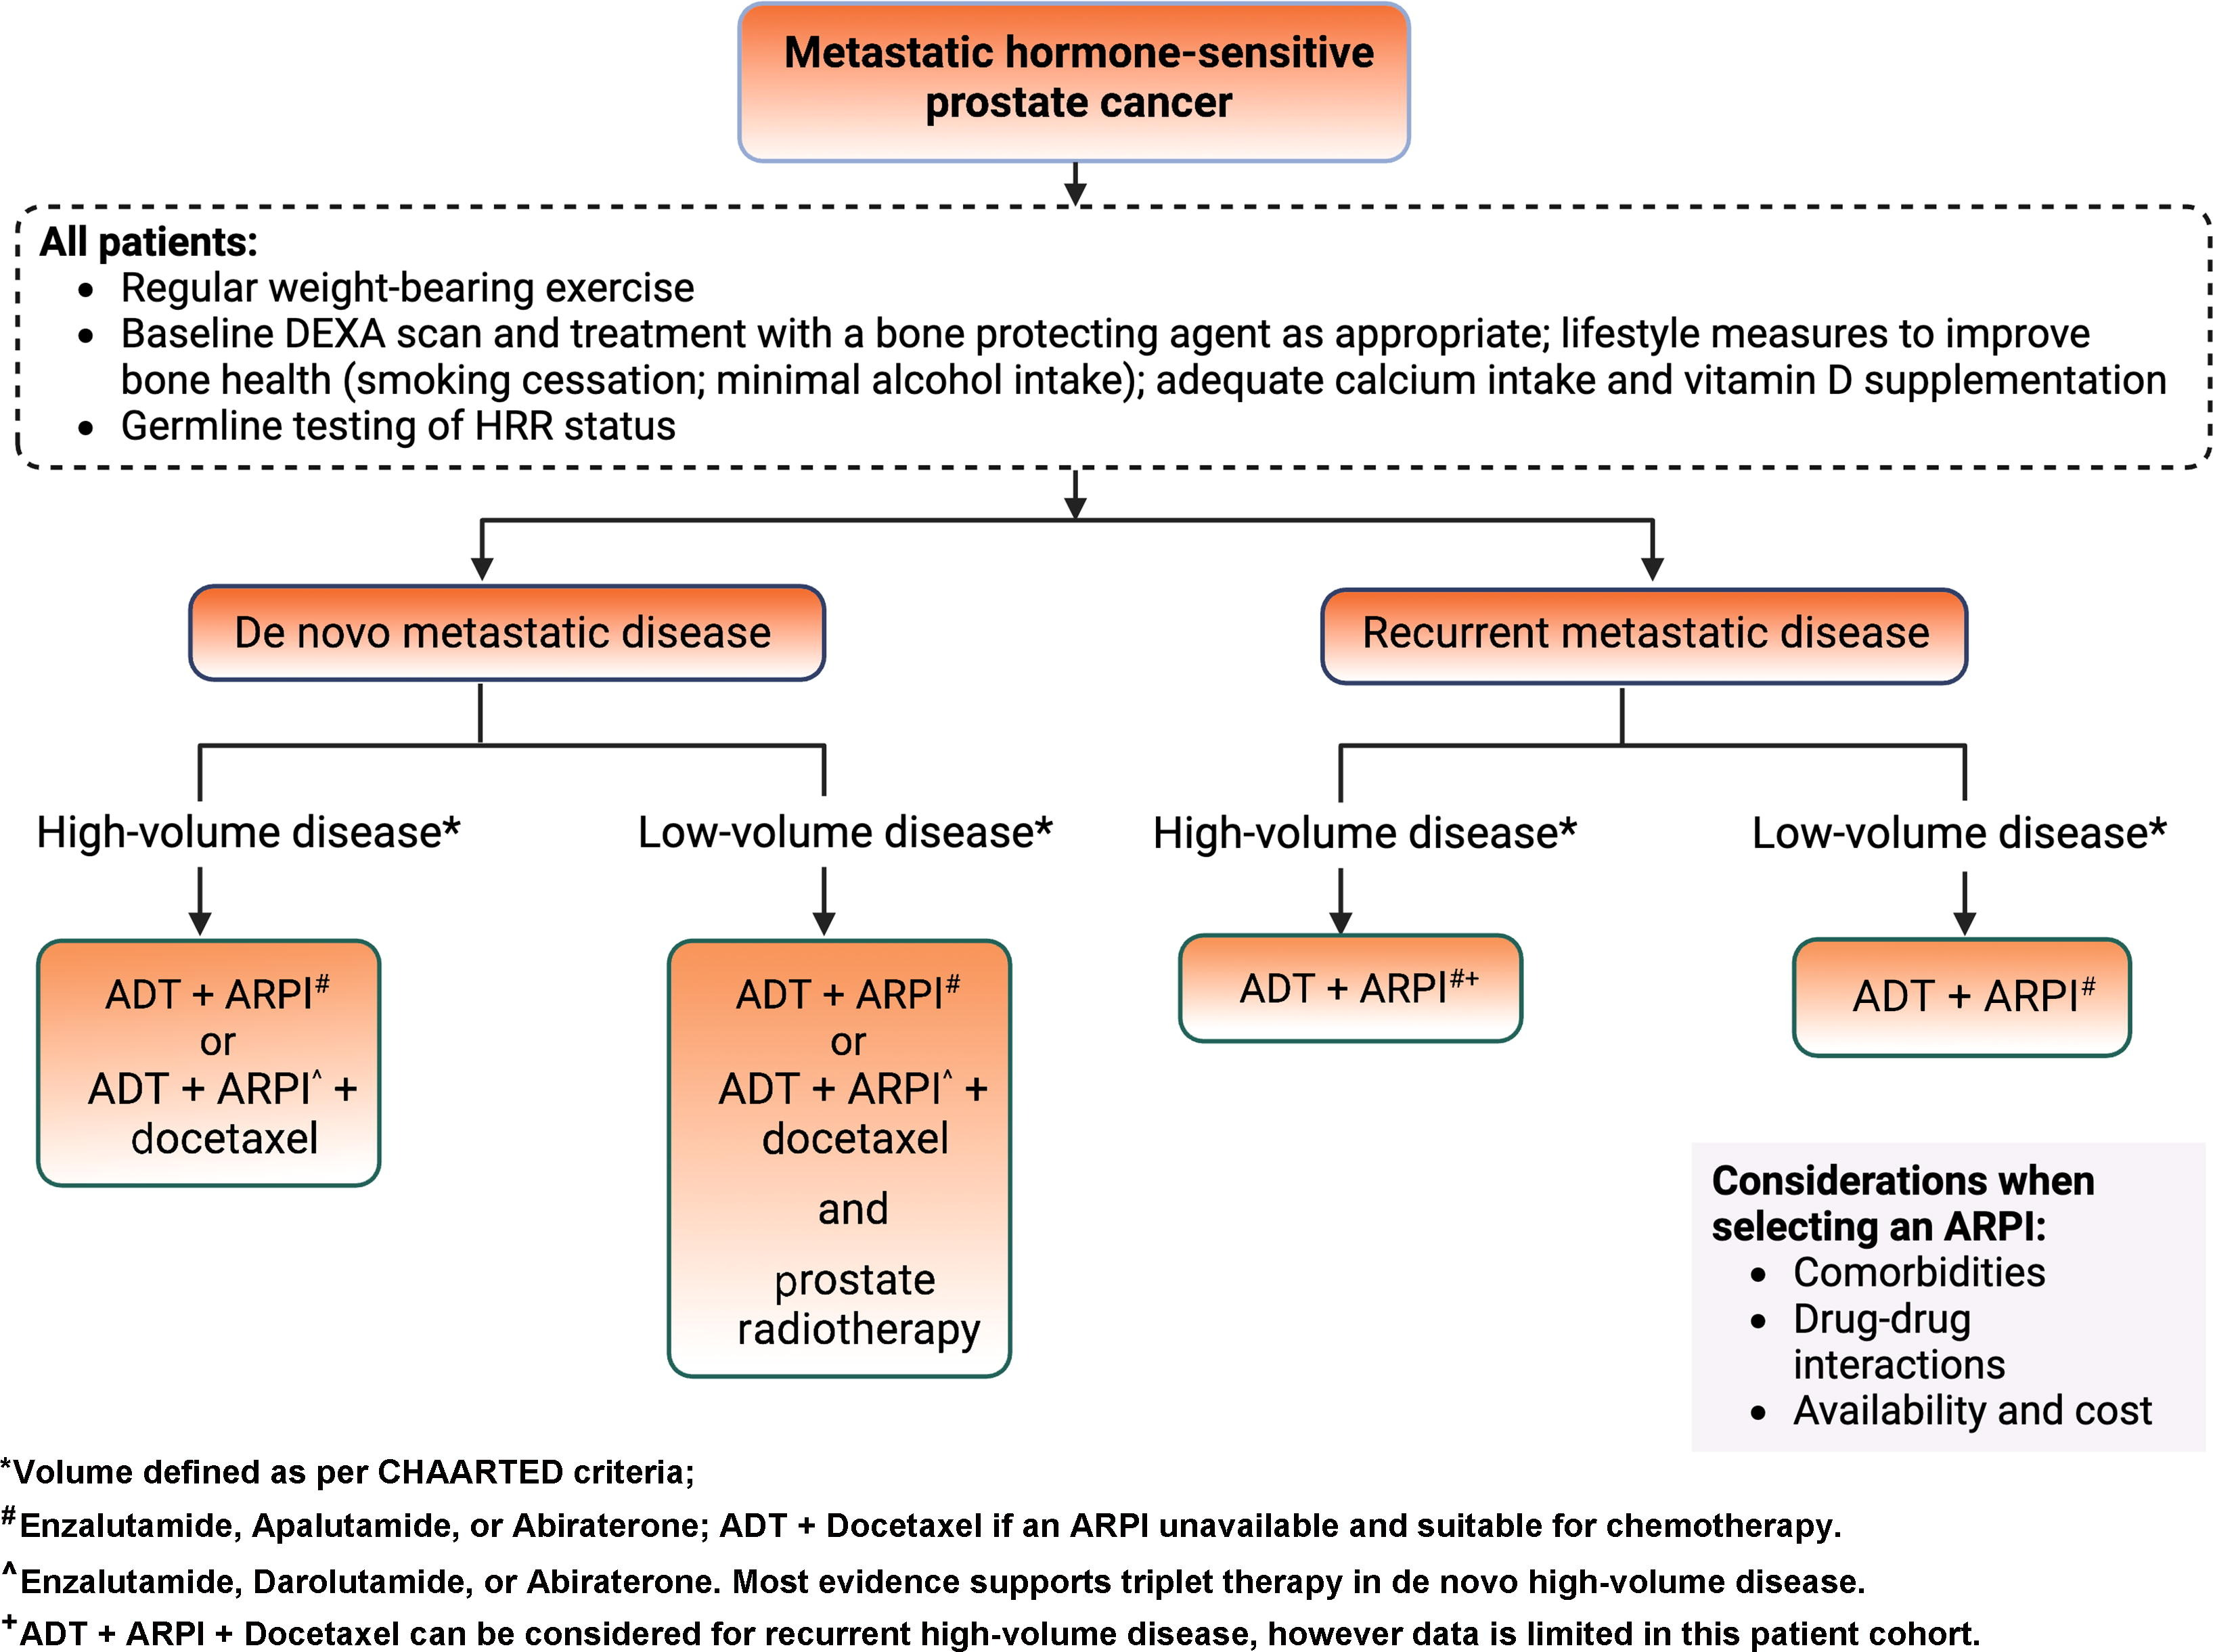 Metastatic hormone-sensitive
prostate cancer
All patients:
• Regular weight-bearing exercise
• Baseline DEXA scan and treatment with a bone protecting agent as appropriate; lifestyle measures to improve
bone health (smoking cessation; minimal alcohol intake); adequate calcium intake and vitamin D supplementation
• Germline testing of HRR status
De novo metastatic disease
Recurrent metastatic disease
High-volume disease*
Low-volume disease*
High-volume disease*
Low-volume disease*
ADT + ARPI#
or
ADT + ARPI^ +
docetaxel
ADT + ARPI#
or
ADT + ARPI^ +
docetaxel
and
prostate
radiotherapy
ADT + ARPI#+
ADT + ARPI#
Considerations when
selecting an ARPI:
• Comorbidities
• Drug-drug
interactions
• Availability and cost
*Volume defined as per CHAARTED criteria;
#Enzalutamide, Apalutamide, or Abiraterone; ADT + Docetaxel if an ARPI unavailable and suitable for chemotherapy.
^Enzalutamide, Darolutamide, or Abiraterone. Most evidence supports triplet therapy in de novo high-volume disease.
+ADT + ARPI + Docetaxel can be considered for recurrent high-volume disease, however data is limited in this patient cohort.